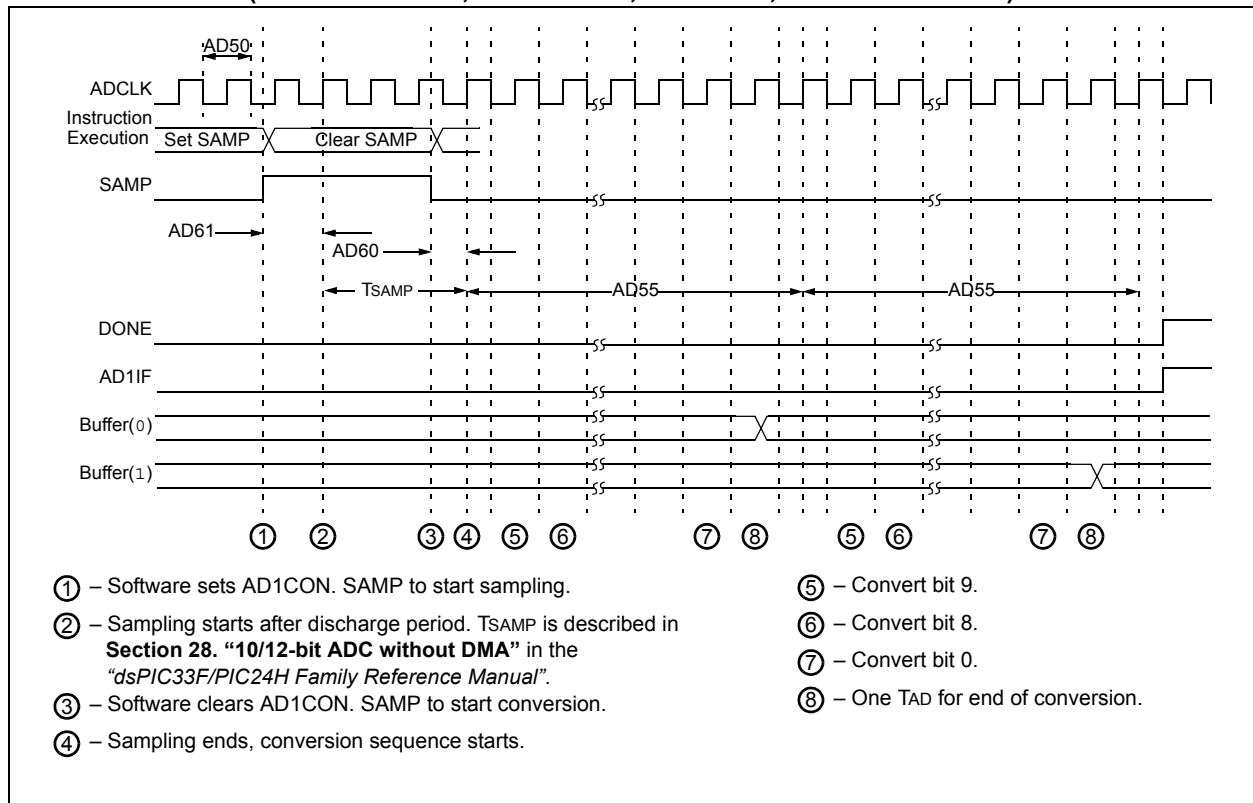 AD50
ADCLK
Instruction
Execution
Set SAMP
Clear SAMP
SAMP
AD61
AD60
TSAMP
AD55
AD55
DONE
AD1IF
Buffer(0)
Buffer(1)
1 2 3 4 5 6 7 8 5 6 7 8
① – Software sets AD1CON. SAMP to start sampling.
② – Sampling starts after discharge period. TSAMP is described in
Section 28. “10/12-bit ADC without DMA” in the
“dsPIC33F/PIC24H Family Reference Manual”.
③ – Software clears AD1CON. SAMP to start conversion.
④ – Sampling ends, conversion sequence starts.
⑤ – Convert bit 9.
⑥ – Convert bit 8.
⑦ – Convert bit 0.
⑧ – One TAD for end of conversion.